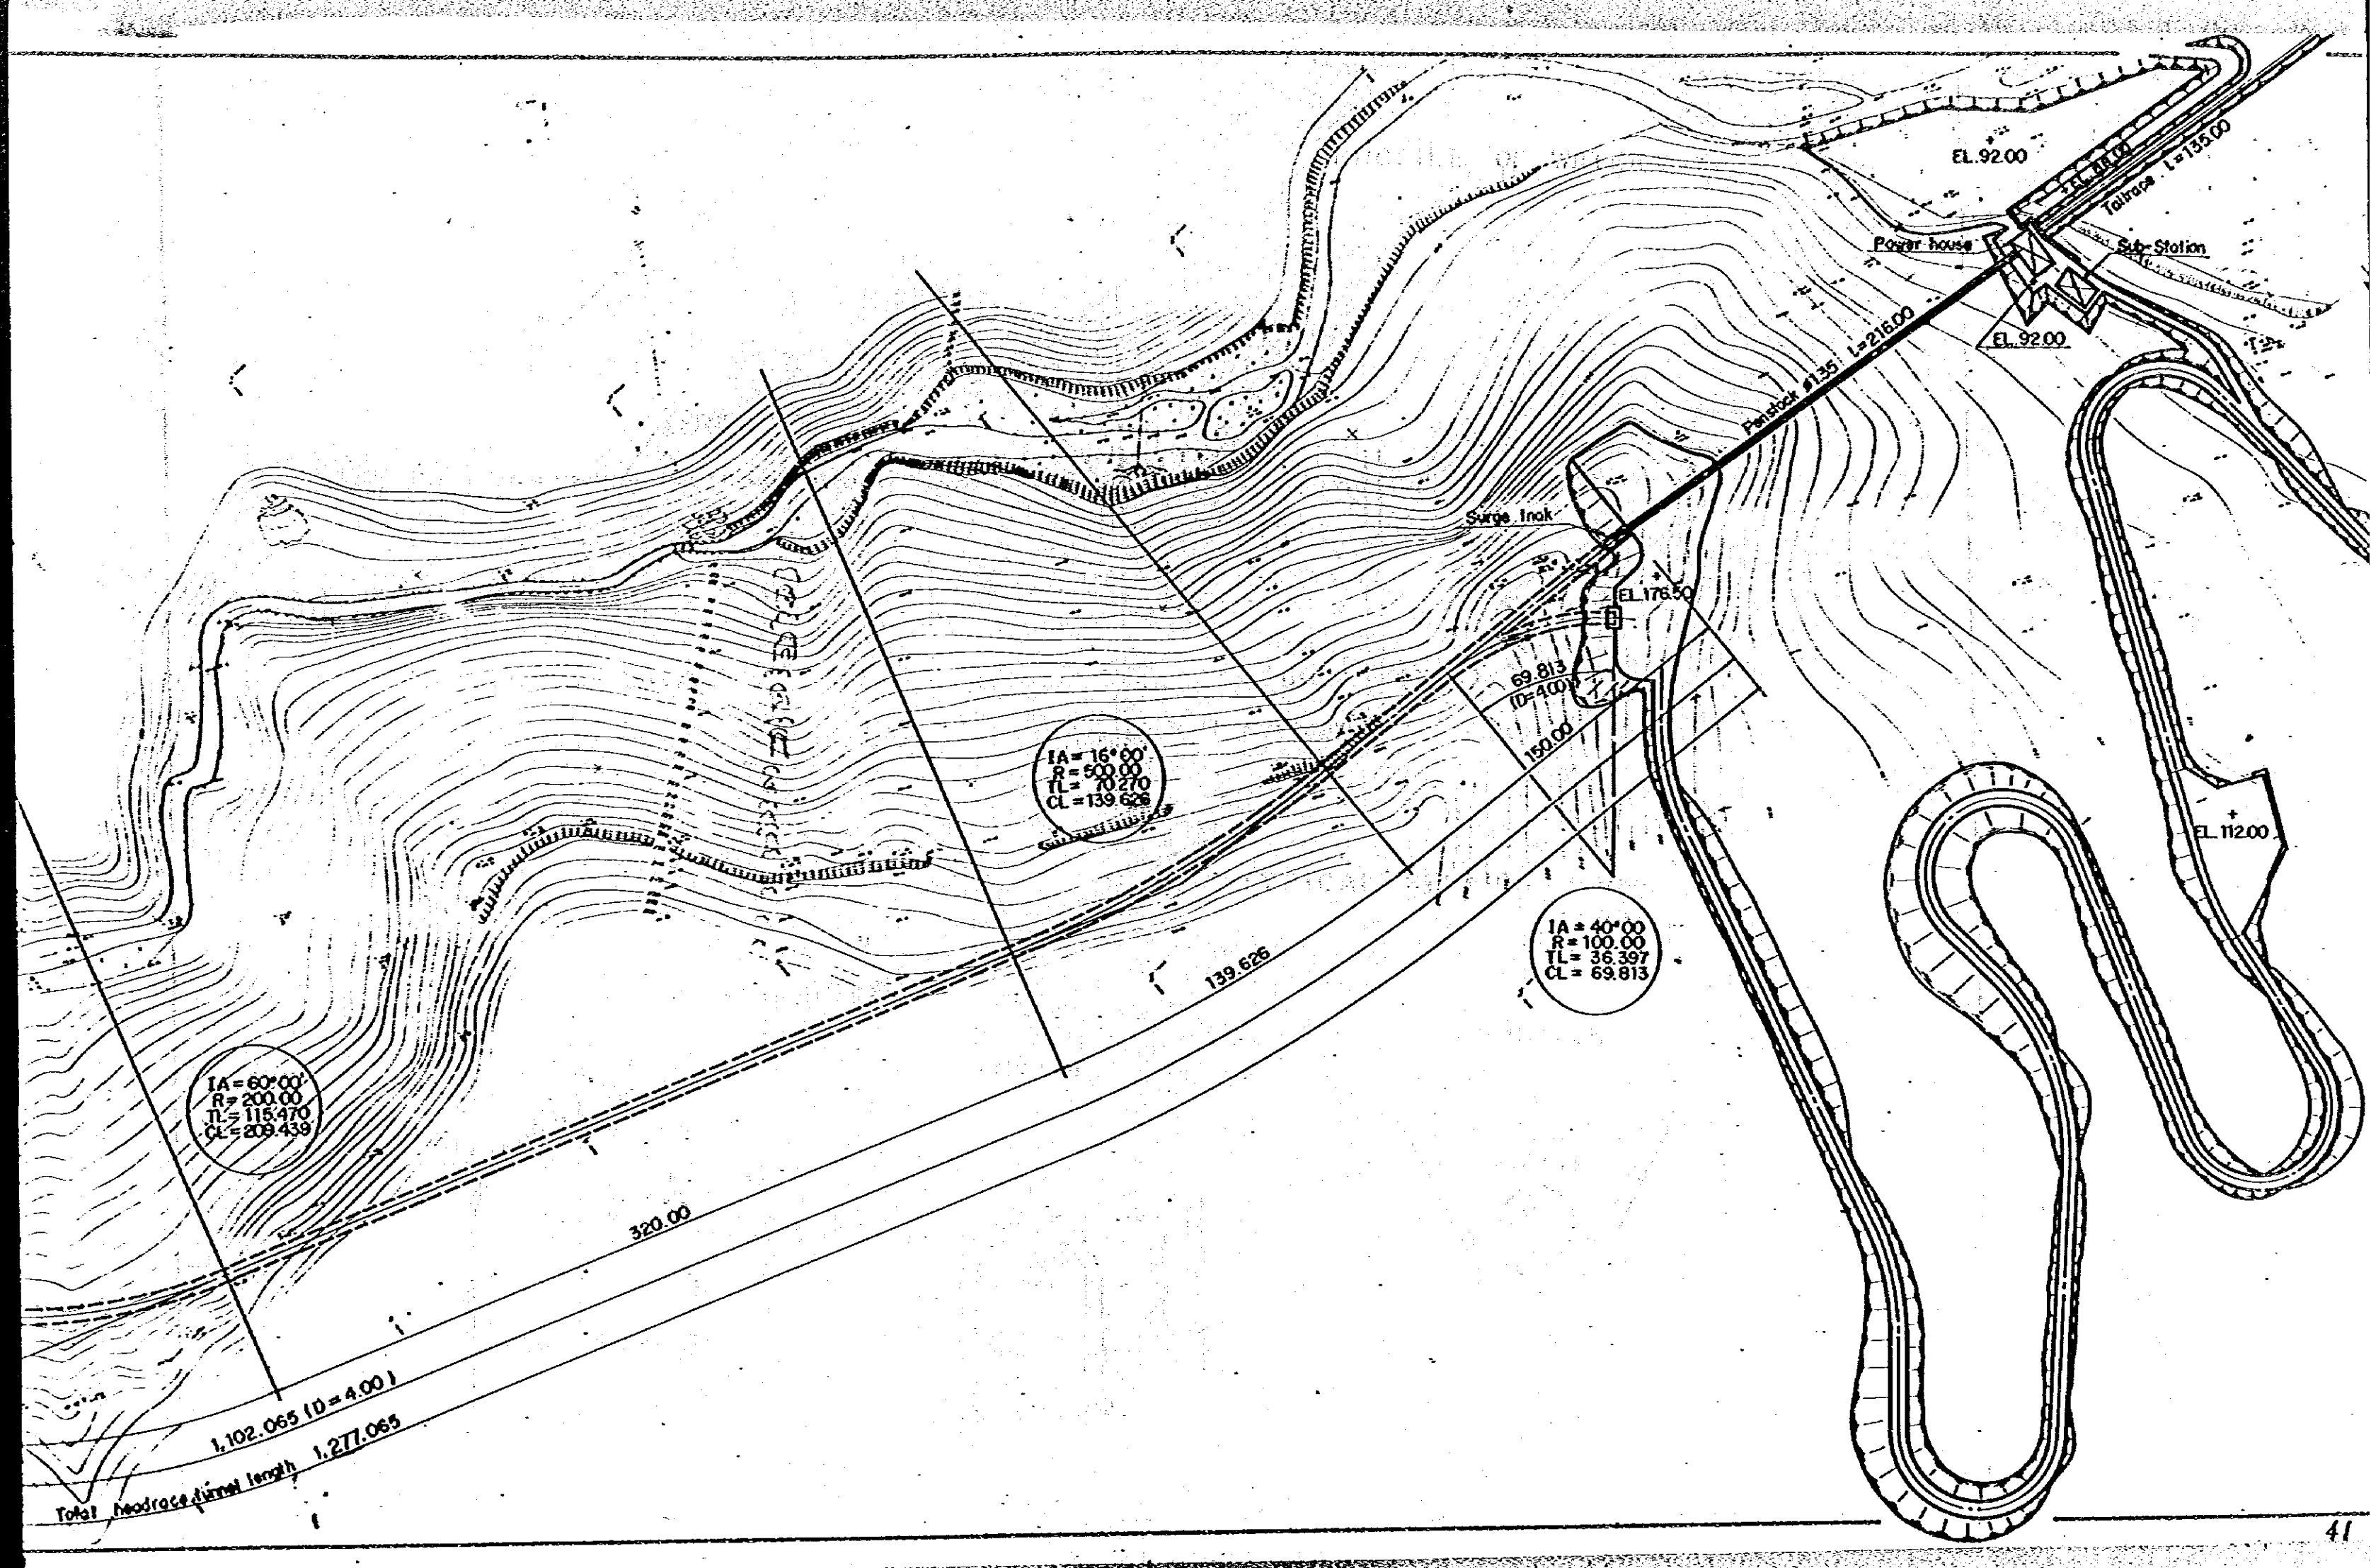 EL.92.00
Tailrace L=135.00
Power house
Sub-Station
EL.92.00
L=216.00
Penstock ø135
Surge Tank
EL.176.50
69.813
(D=4.00)
150.00
IA = 16°00'
R = 500.00
TL = 70.270
CL = 139.626
EL.112.00
IA = 40°00
R = 100.00
TL = 36.397
CL = 69.813
139.626
IA = 60°00'
R = 200.00
TL = 115.470
CL = 209.439
320.00
1,102.065 (D=4.00)
Total headrace tunnel length 1,277.065
41